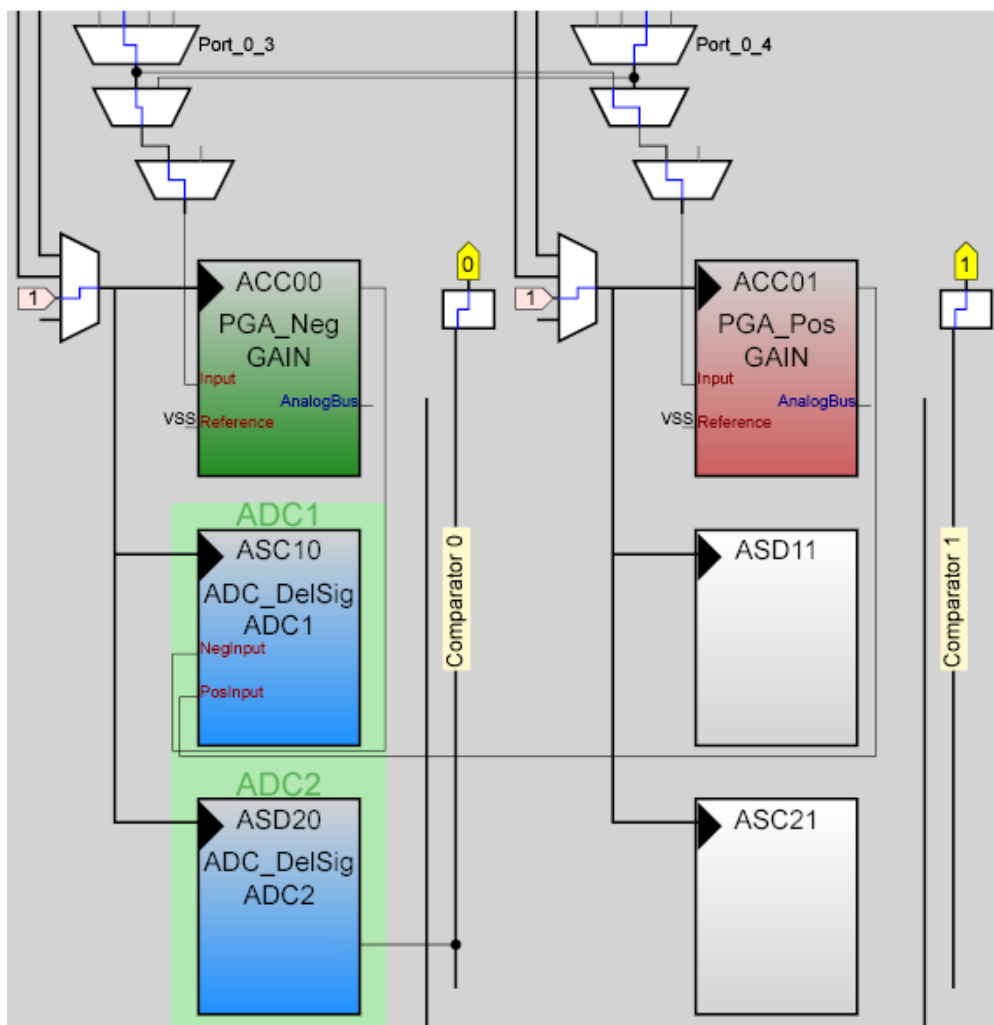 Port_0_3
Port_0_4
0
1
1
ACC00
PGA_Neg
GAIN
Input
AnalogBus
VSS
Reference
1
ACC01
PGA_Pos
GAIN
Input
AnalogBus
VSS
Reference
ADC1
ASC10
ADC_DelSig
ADC1
NegInput
PosInput
Comparator 0
ASD11
Comparator 1
ADC2
ASD20
ADC_DelSig
ADC2
ASC21